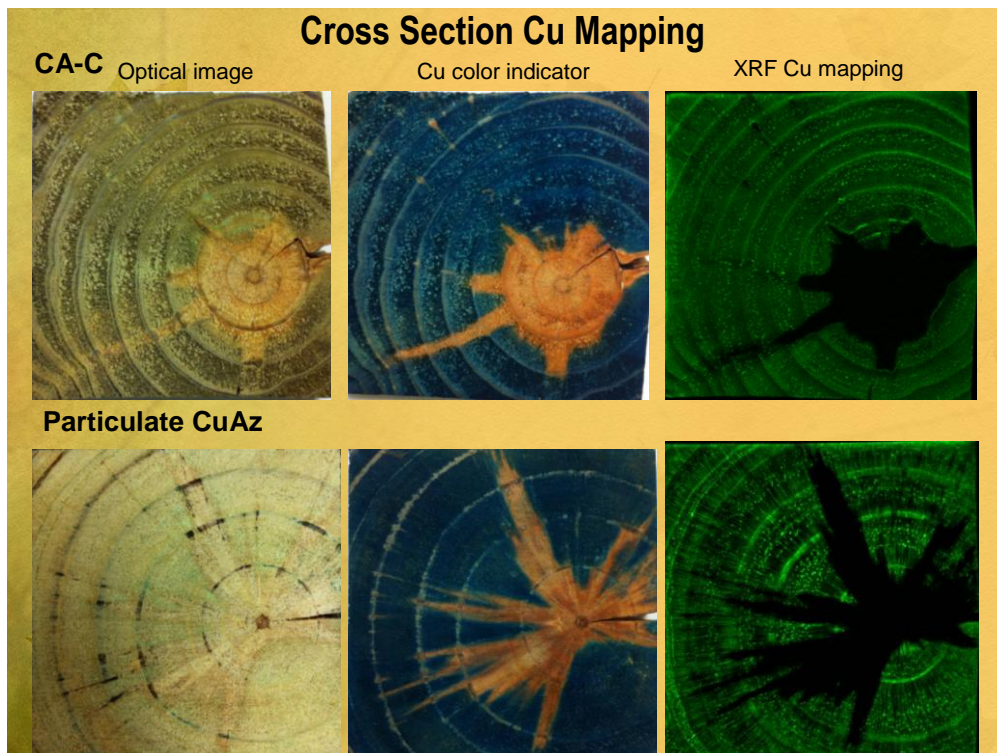 Cross Section Cu Mapping
CA-C
Optical image
Cu color indicator
XRF Cu mapping
Particulate CuAz